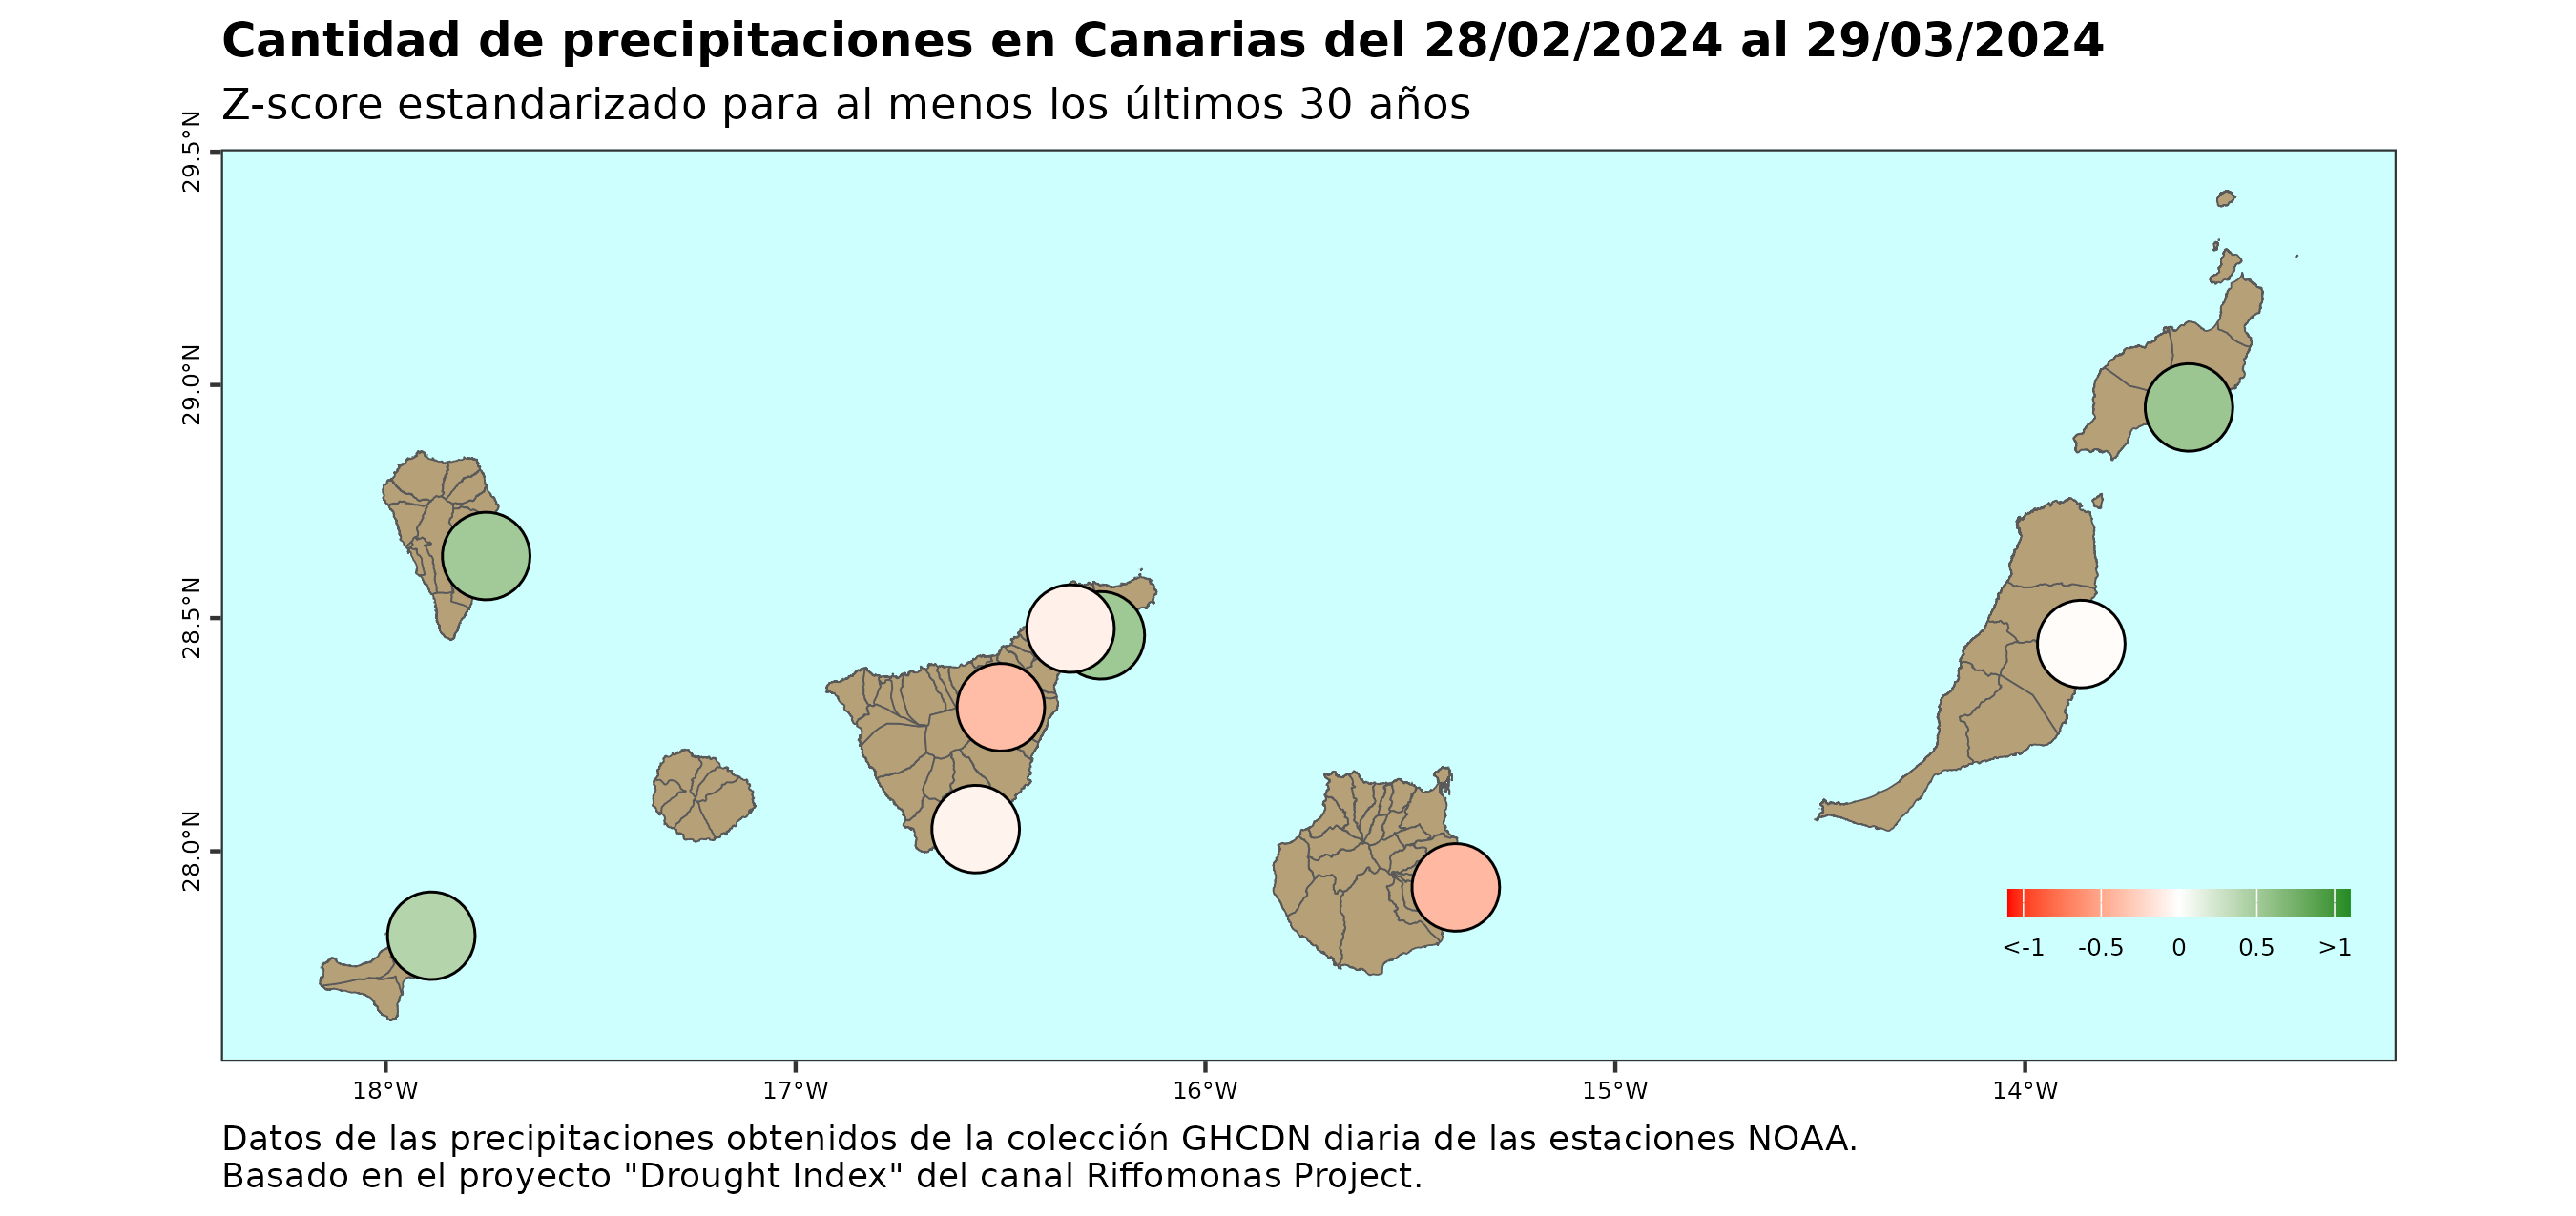 Cantidad de precipitaciones en Canarias del 28/02/2024 al 29/03/2024
Z-score estandarizado para al menos los últimos 30 años
29.5°N
29.0°N
28.5°N
28.0°N
<-1 -0.5 0 0.5 >1
18°W 17°W 16°W 15°W 14°W
Datos de las precipitaciones obtenidos de la colección GHCDN diaria de las estaciones NOAA.
Basado en el proyecto "Drought Index" del canal Riffomonas Project.